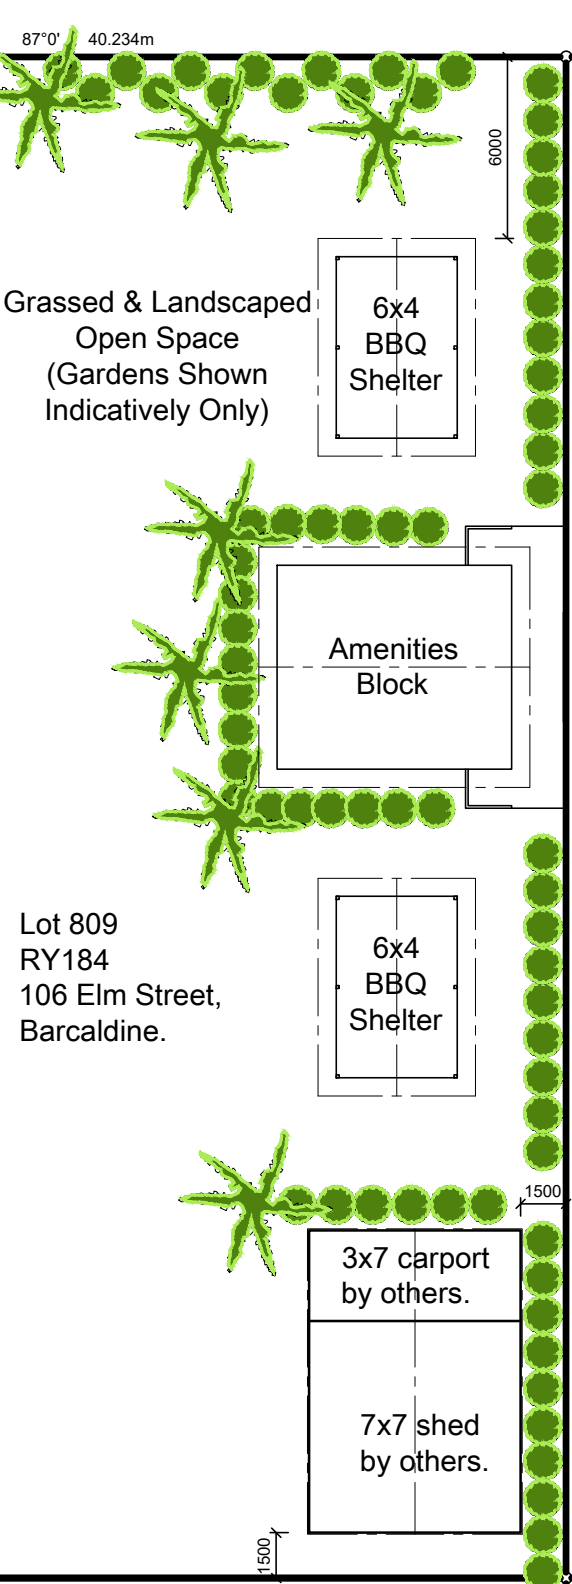 87°0' 40.234m
6000
Grassed & Landscaped
Open Space
(Gardens Shown
Indicatively Only)
6x4
BBQ
Shelter
Amenities
Block
Lot 809
RY184
106 Elm Street,
Barcaldine.
6x4
BBQ
Shelter
1500
3x7 carport
by others.
7x7 shed
by others.
1500